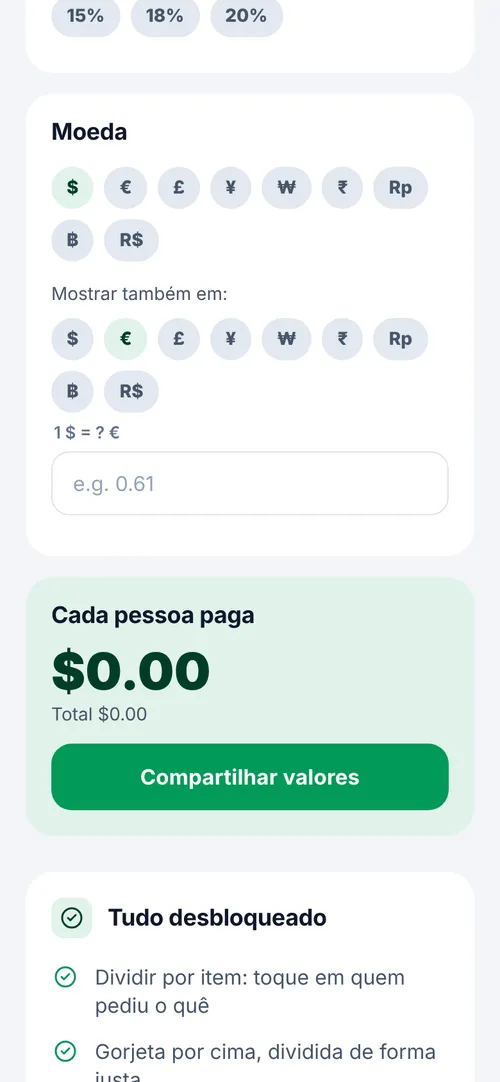 15% 18% 20%
Moeda
$ € £ ¥ ₩ ₹ Rp
฿ R$
Mostrar também em:
$ € £ ¥ ₩ ₹ Rp
฿ R$
1 $ = ? €
e.g. 0.61
Cada pessoa paga
$0.00
Total $0.00
Compartilhar valores
Tudo desbloqueado
Dividir por item: toque em quem
pediu o quê
Gorjeta por cima, dividida de forma
justa